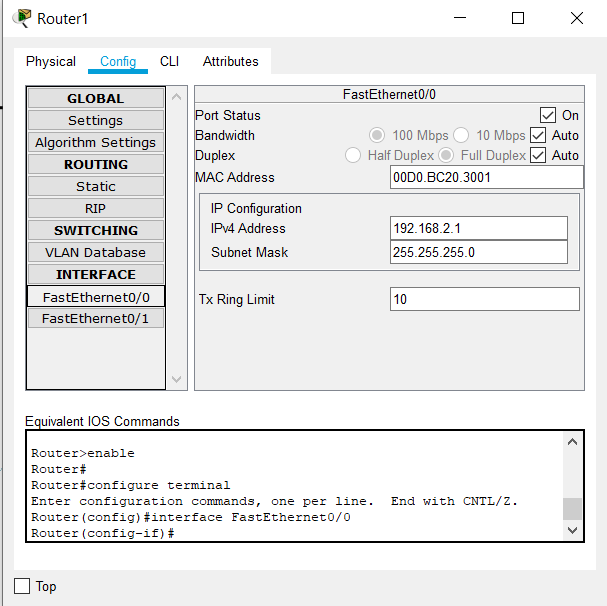 Router1
Physical Config CLI Attributes
GLOBAL
Settings
Algorithm Settings
ROUTING
Static
RIP
SWITCHING
VLAN Database
INTERFACE
FastEthernet0/0
FastEthernet0/1
FastEthernet0/0
Port Status On
Bandwidth 100 Mbps 10 Mbps Auto
Duplex Half Duplex Full Duplex Auto
MAC Address 00D0.BC20.3001
IP Configuration
IPv4 Address 192.168.2.1
Subnet Mask 255.255.255.0
Tx Ring Limit 10
Equivalent IOS Commands
Router>enable
Router#
Router#configure terminal
Enter configuration commands, one per line.  End with CNTL/Z.
Router(config)#interface FastEthernet0/0
Router(config-if)#
Top